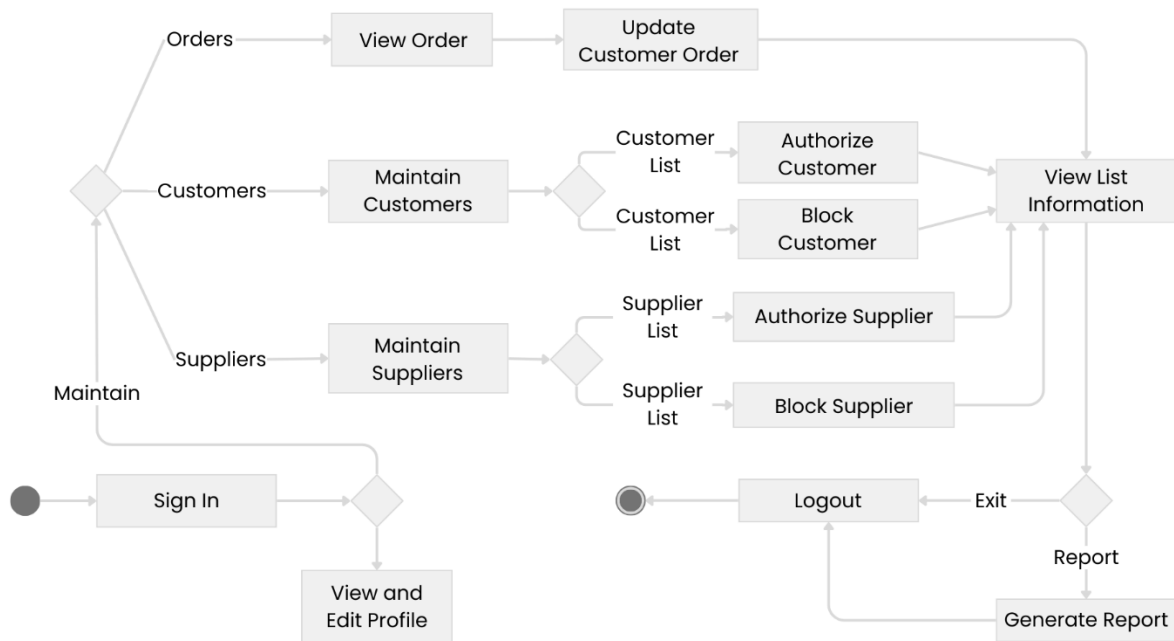 Orders
View Order
Update
Customer Order
Customer
List
Authorize
Customer
Customers
Maintain
Customers
View List
Information
Customer
List
Block
Customer
Supplier
List
Authorize Supplier
Suppliers
Maintain
Suppliers
Maintain
Supplier
List
Block Supplier
Sign In
Logout
Exit
Report
View and
Edit Profile
Generate Report